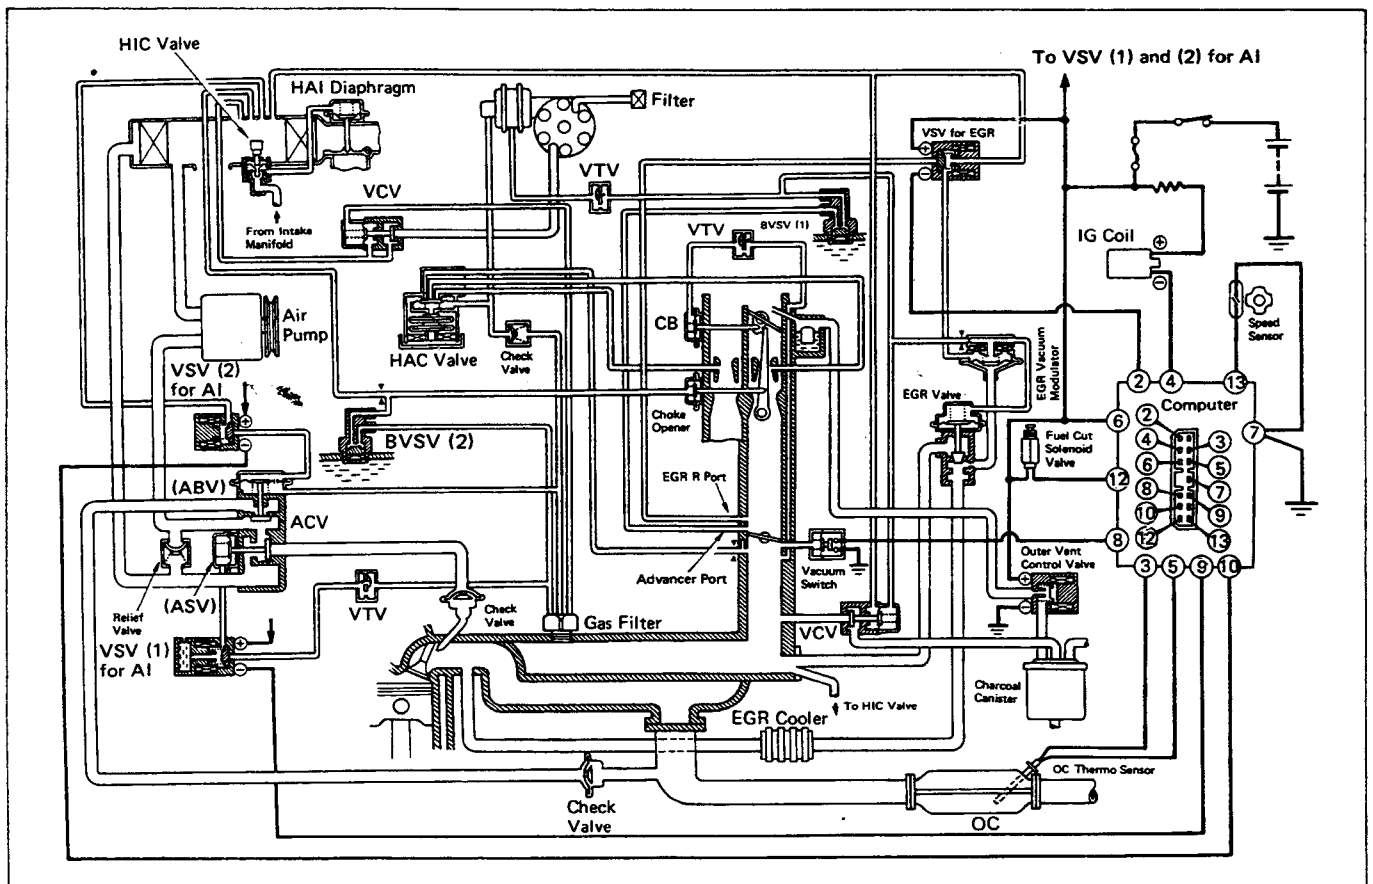 HIC Valve
To VSV (1) and (2) for AI
HAI Diaphragm
Filter
VSV for EGR
+
−
VTV
VCV
From Intake
Manifold
BVSV (1)
VTV
IG Coil
+
−
Air
Pump
HAC Valve
Check
Valve
CB
Speed
Sensor
EGR Vacuum
Modulator
VSV (2)
for AI
+
−
Choke
Opener
EGR Valve
2
4
13
Computer
6
7
12
8
2
4
6
8
10
12
3
5
7
9
13
3
5
9
10
Fuel Cut
Solenoid
Valve
BVSV (2)
EGR R Port
(ABV)
ACV
Advancer Port
Vacuum
Switch
Outer Vent
Control Valve
+
−
(ASV)
Relief
Valve
VTV
Check
Valve
Gas Filter
VCV
VSV (1)
for AI
+
−
Charcoal
Canister
To HIC Valve
EGR Cooler
OC Thermo Sensor
Check
Valve
OC